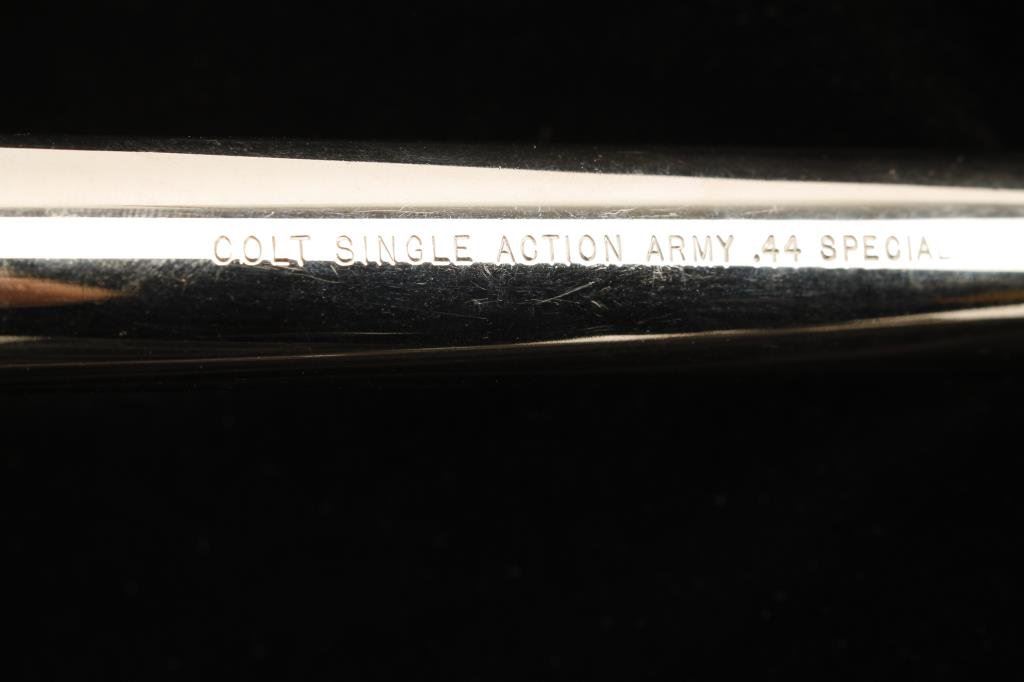 COLT SINGLE ACTION ARMY .44 SPECIAL